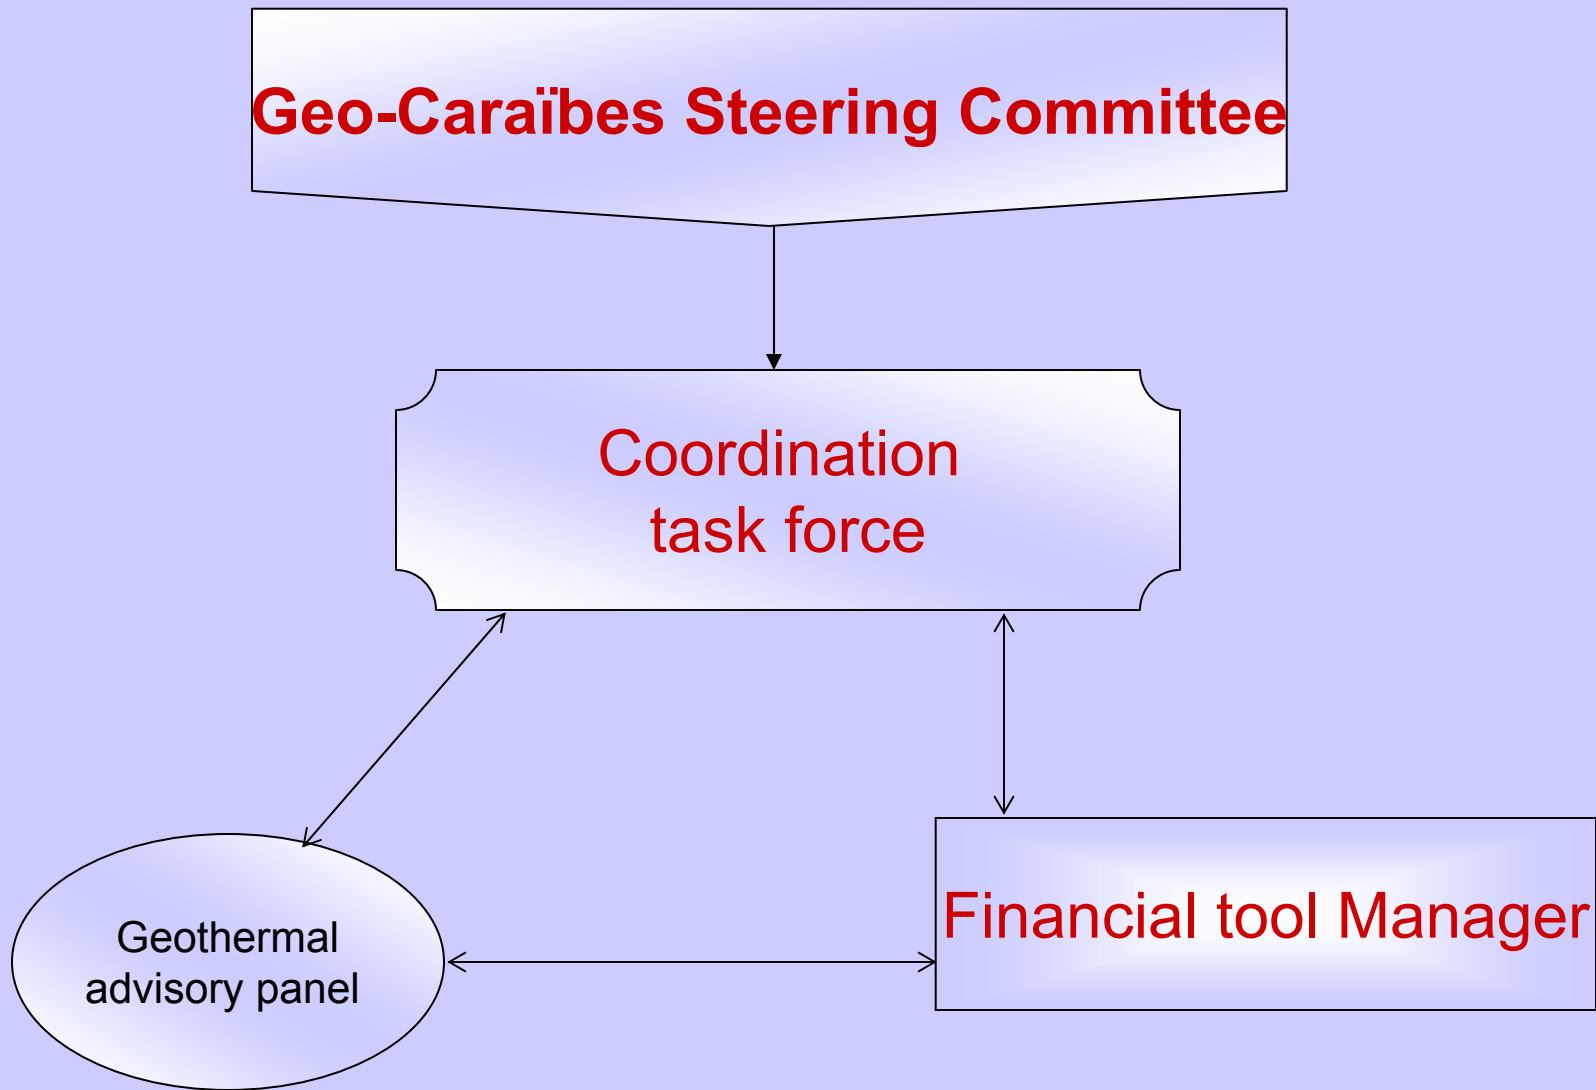 Geo-Caraïbes Steering Committee
Coordination
task force
Geothermal
advisory panel
Financial tool Manager